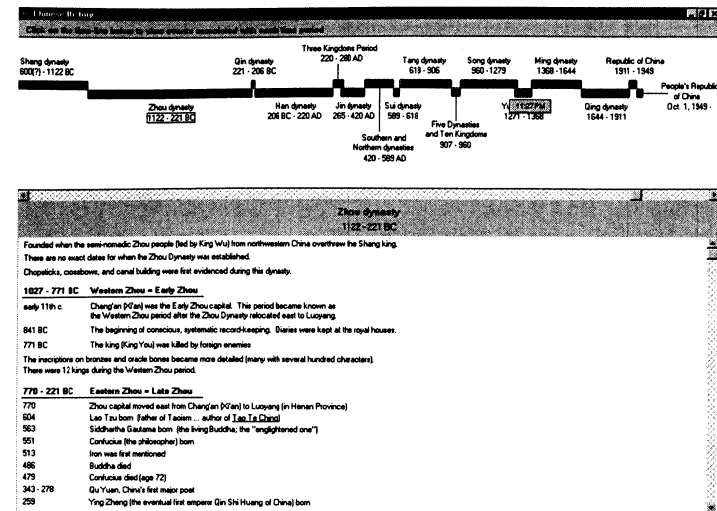 Chinese History
Click on the time-line boxes to view events associated with each time period
Three Kingdoms Period
220 - 280 AD
Shang dynasty
600(?) - 1122 BC
Qin dynasty
221 - 206 BC
Tang dynasty
618 - 906
Song dynasty
960 - 1279
Ming dynasty
1368 - 1644
Republic of China
1911 - 1949
Zhou dynasty
1122 - 221 BC
Han dynasty
206 BC - 220 AD
Jin dynasty
265 - 420 AD
Sui dynasty
589 - 618
11:27 PM
1271 - 1368
Qing dynasty
1644 - 1911
People's Republic
of China
Oct. 1, 1949 -
Southern and
Northern dynasties
420 - 589 AD
Five Dynasties
and Ten Kingdoms
907 - 960
Zhou dynasty
1122 - 221 BC
Founded when the semi-nomadic Zhou people (led by King Wu) from northwestern China overthrew the Shang king.
There are no exact dates for when the Zhou Dynasty was established.
Chopsticks, crossbows, and canal building were first evidenced during this dynasty.
1027 - 771 BC Western Zhou = Early Zhou
early 11th c. Chang'an (Xi'an) was the Early Zhou capital. This period became known as
the Western Zhou period after the Zhou Dynasty relocated east to Luoyang.
841 BC The beginning of conscious, systematic record-keeping. Diaries were kept at the royal houses.
771 BC The king (King You) was killed by foreign enemies
The inscriptions on bronzes and oracle bones became more detailed (many with several hundred characters).
There were 12 kings during the Western Zhou period.
770 - 221 BC Eastern Zhou = Late Zhou
770 Zhou capital moved east from Chang'an (Xi'an) to Luoyang (in Henan Province)
604 Lao Tzu born (father of Taoism ... author of Tao Te Ching)
563 Siddhartha Gautama born (the living Buddha; the "englightened one")
551 Confucius (the philosopher) born
513 Iron was first mentioned
486 Buddha died
479 Confucius died (age 72)
343 - 278 Qu Yuan, China's first major poet
259 Ying Zheng (the eventual first emperor Qin Shi Huang of China) born